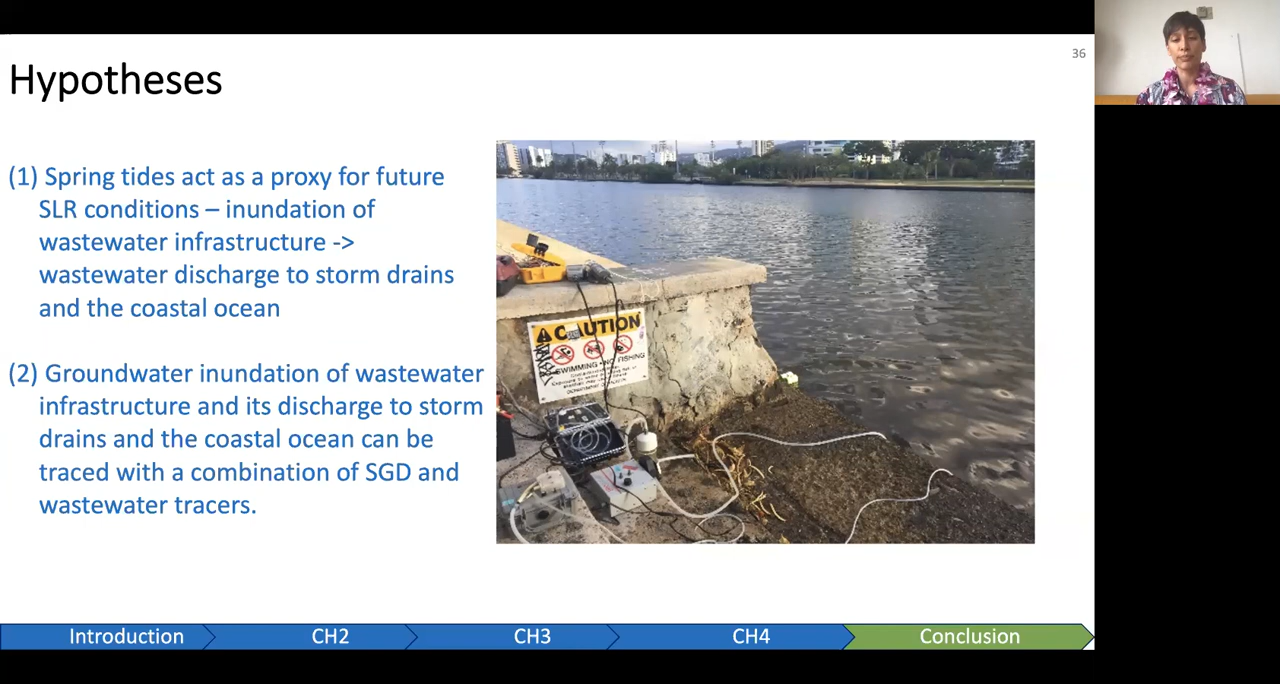 36
Hypotheses
(1) Spring tides act as a proxy for future
SLR conditions – inundation of
wastewater infrastructure ->
wastewater discharge to storm drains
and the coastal ocean
(2) Groundwater inundation of wastewater
infrastructure and its discharge to storm
drains and the coastal ocean can be
traced with a combination of SGD and
wastewater tracers.
CAUTION
SWIMMING • NO FISHING
Introduction
CH2
CH3
CH4
Conclusion